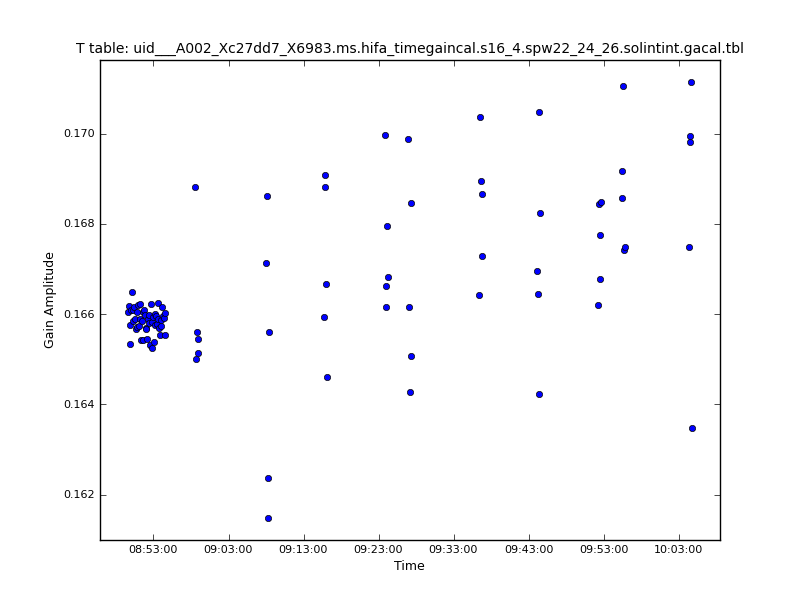 T table: uid___A002_Xc27dd7_X6983.ms.hifa_timegaincal.s16_4.spw22_24_26.solintint.gacal.tbl
Gain Amplitude
0.170
0.168
0.166
0.164
0.162
08:53:00 09:03:00 09:13:00 09:23:00 09:33:00 09:43:00 09:53:00 10:03:00
Time